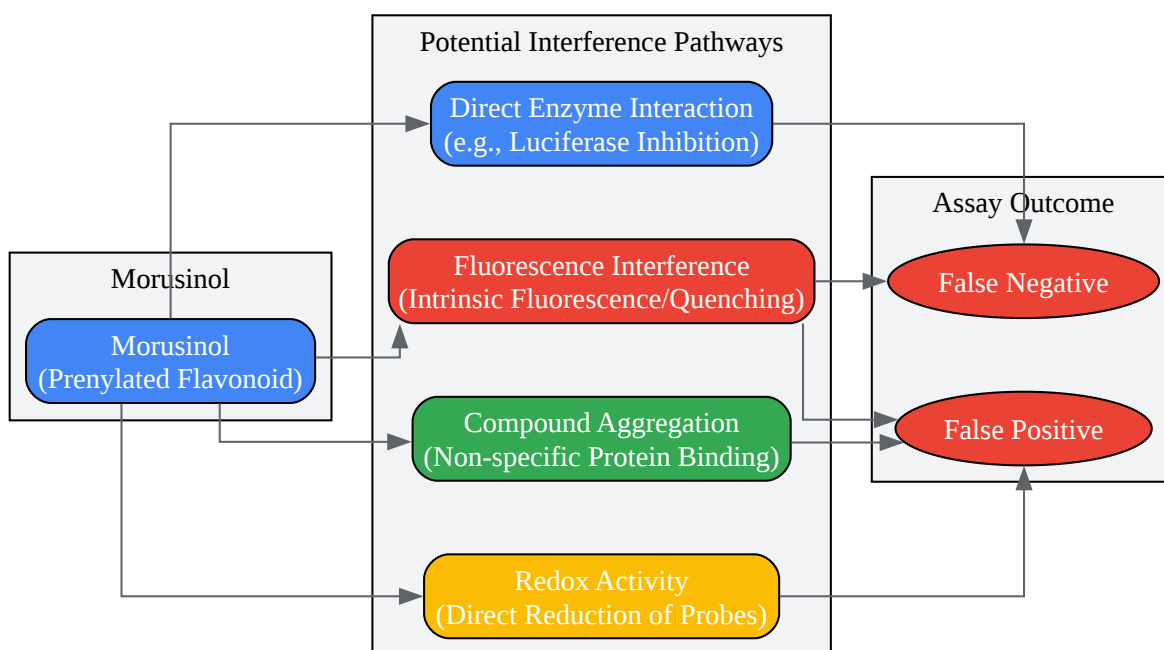 Potential Interference Pathways
Direct Enzyme Interaction
(e.g., Luciferase Inhibition)
Assay Outcome
Morusinol
Fluorescence Interference
(Intrinsic Fluorescence/Quenching)
False Negative
Morusinol
(Prenylated Flavonoid)
Compound Aggregation
(Non-specific Protein Binding)
False Positive
Redox Activity
(Direct Reduction of Probes)